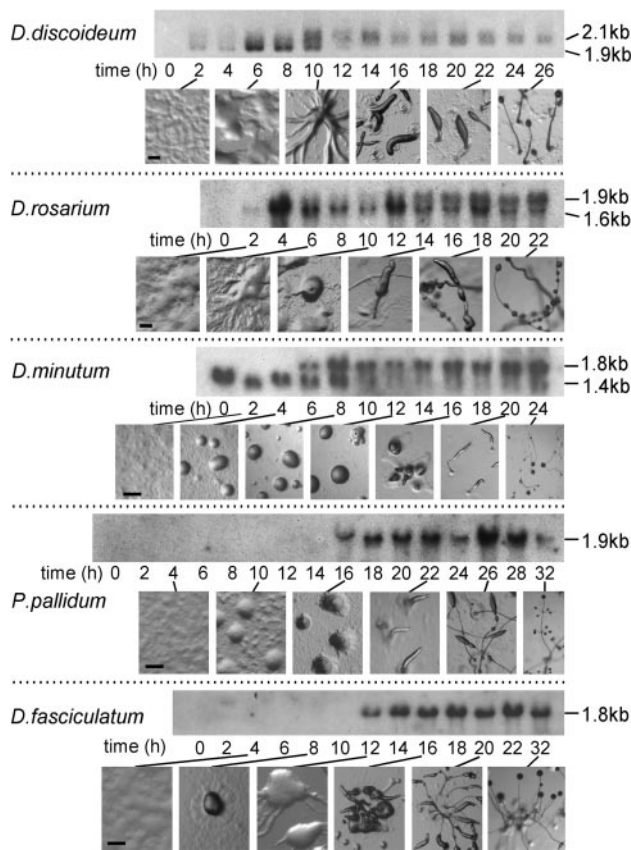 D.discoideum
2.1kb
1.9kb
time (h) 0 2 4 6 8 10 12 14 16 18 20 22 24 26
D.rosarium
1.9kb
1.6kb
time (h) 0 2 4 6 8 10 12 14 16 18 20 22
D.minutum
1.8kb
1.4kb
time (h) 0 2 4 6 8 10 12 14 16 18 20 24
1.9kb
time (h) 0 2 4 6 8 10 12 14 16 18 20 22 24 26 28 32
P.pallidum
D.fasciculatum
1.8kb
time (h) 0 2 4 6 8 10 12 14 16 18 20 22 32